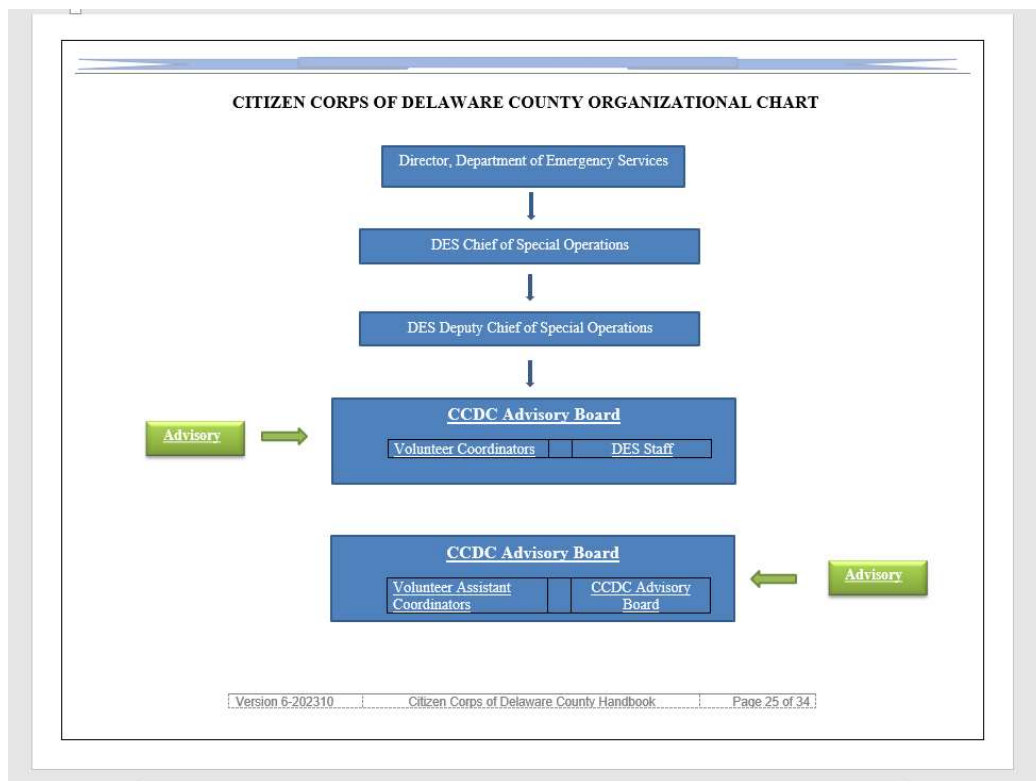 CITIZEN CORPS OF DELAWARE COUNTY ORGANIZATIONAL CHART
Director, Department of Emergency Services
DES Chief of Special Operations
DES Deputy Chief of Special Operations
CCDC Advisory Board
Advisory
Volunteer Coordinators DES Staff
CCDC Advisory Board
Advisory
Volunteer Assistant CCDC Advisory
Coordinators Board
Version 6-202310 Citizen Corps of Delaware County Handbook Page 25 of 34